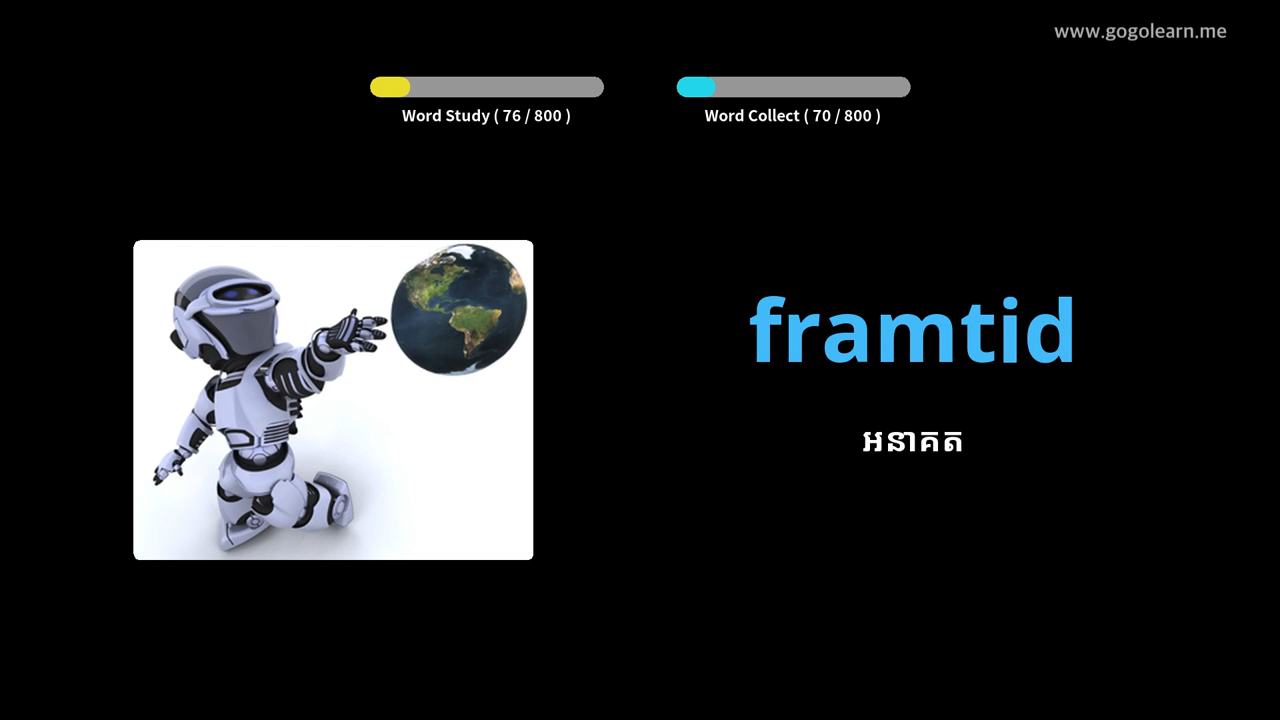 www.gogolearn.me
Word Study ( 76 / 800 )
Word Collect ( 70 / 800 )
framtid
អនាគត